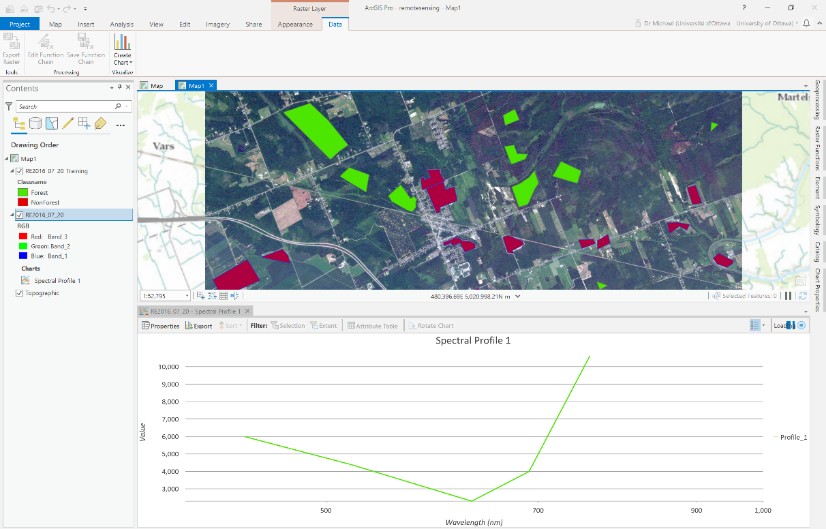 Raster Layer
ArcGIS Pro - remotesensing - Map1
?
Project Map Insert Analysis View Edit Imagery Share Appearance Data
Dr Michael (Université d'Ottawa University of Ottawa)
Export Raster
Edit Function Chain
Save Function Chain
Create Chart
Tools Processing Visualize
Contents
Search
Drawing Order
Map1
RE2016_07_20 Training
Classname
Forest
NonForest
RE2016_07_20
RGB
Red: Band_3
Green: Band_2
Blue: Band_1
Charts
Spectral Profile 1
Topographic
Map Map1
Vars
Martel
1:52,795
480,396.69E 5,020,998.21N m
Selected Features: 0
Geoprocessing
Raster Functions
Element
Symbology
Catalog
Chart Properties
RE2016_07_20 - Spectral Profile 1
Properties Export Sort Filter: Selection Extent Attribute Table Rotate Chart
Spectral Profile 1
10,000
9,000
8,000
7,000
6,000
5,000
4,000
3,000
Value
500 700 900 1,000
Wavelength (nm)
Profile_1